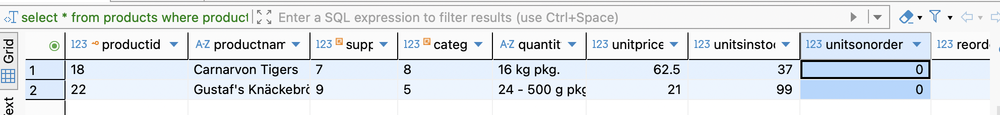 select * from products where product Enter a SQL expression to filter results (use Ctrl+Space)
Grid
Text
123 productid A-Z productnam 123 supp 123 categ A-Z quantit 123 unitprice 123 unitsinstoc 123 unitsonorder 123 reord
1 18 Carnarvon Tigers 7 8 16 kg pkg. 62.5 37 0
2 22 Gustaf's Knäckebrö 9 5 24 - 500 g pkg 21 99 0